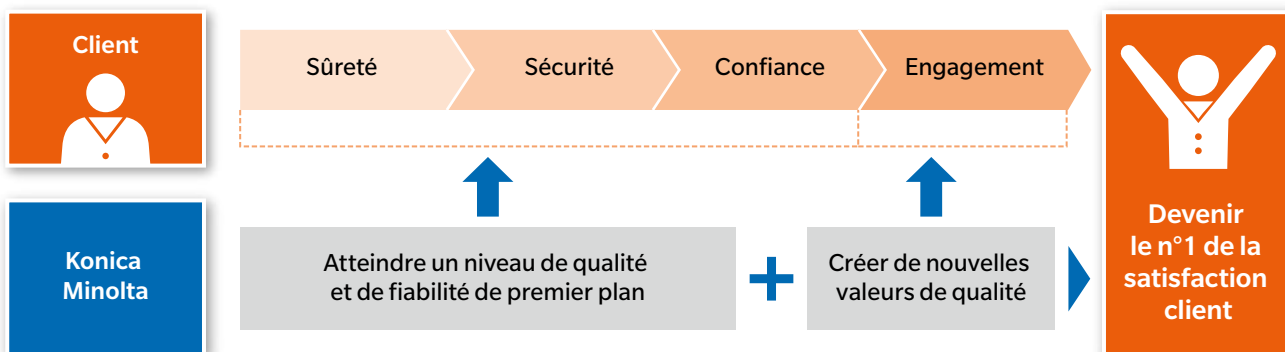 Client
Sûreté
Sécurité
Confiance
Engagement
Konica
Minolta
Atteindre un niveau de qualité
et de fiabilité de premier plan
+
Créer de nouvelles
valeurs de qualité
Devenir
le n°1 de la
satisfaction
client